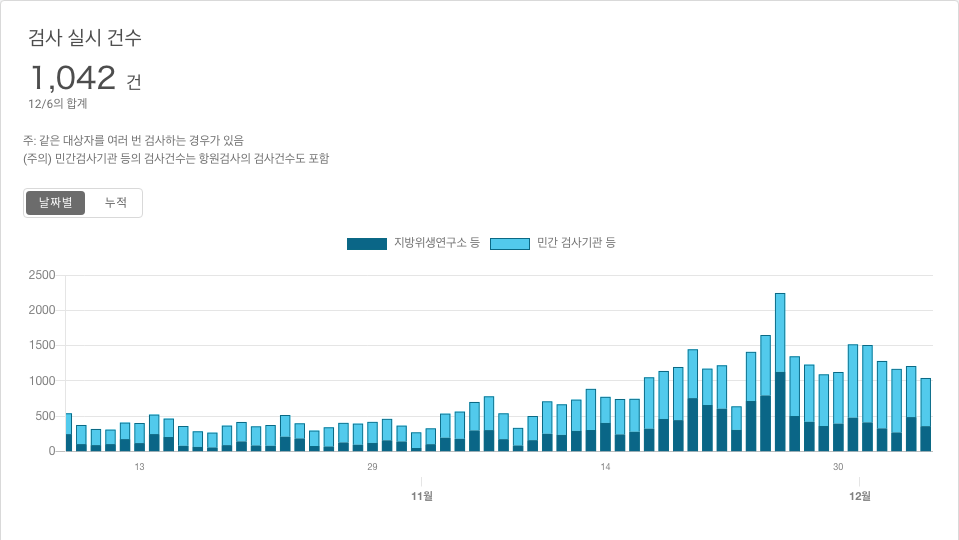 검사 실시 건수
1,042 건
12/6의 합계
주: 같은 대상자를 여러 번 검사하는 경우가 있음
(주의) 민간검사기관 등의 검사건수는 항원검사의 검사건수도 포함
날짜별 누적
지방위생연구소 등 민간 검사기관 등
2500
2000
1500
1000
500
0
13 29 14 30
11월 12월